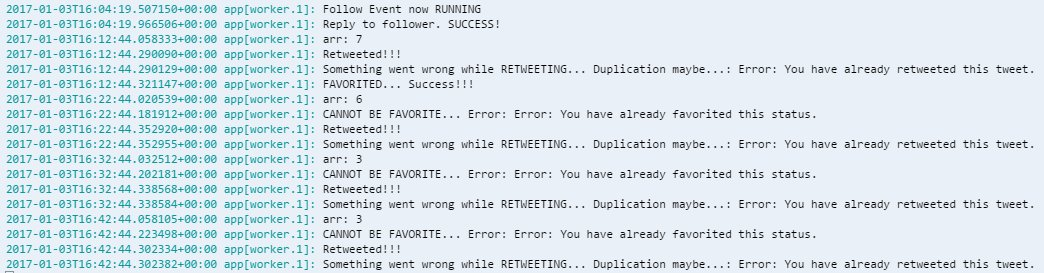 2017-01-03T16:04:19.507150+00:00 app[worker.1]: Follow Event now RUNNING
2017-01-03T16:04:19.966506+00:00 app[worker.1]: Reply to follower. SUCCESS!
2017-01-03T16:12:44.058333+00:00 app[worker.1]: arr: 7
2017-01-03T16:12:44.290090+00:00 app[worker.1]: Retweeted!!!
2017-01-03T16:12:44.290129+00:00 app[worker.1]: Something went wrong while RETWEETING... Duplication maybe...: Error: You have already retweeted this tweet.
2017-01-03T16:12:44.321147+00:00 app[worker.1]: FAVORITED... Success!!!
2017-01-03T16:22:44.020539+00:00 app[worker.1]: arr: 6
2017-01-03T16:22:44.181912+00:00 app[worker.1]: CANNOT BE FAVORITE... Error: Error: You have already favorited this status.
2017-01-03T16:22:44.352920+00:00 app[worker.1]: Retweeted!!!
2017-01-03T16:22:44.352955+00:00 app[worker.1]: Something went wrong while RETWEETING... Duplication maybe...: Error: You have already retweeted this tweet.
2017-01-03T16:32:44.032512+00:00 app[worker.1]: arr: 3
2017-01-03T16:32:44.202181+00:00 app[worker.1]: CANNOT BE FAVORITE... Error: Error: You have already favorited this status.
2017-01-03T16:32:44.338568+00:00 app[worker.1]: Retweeted!!!
2017-01-03T16:32:44.338584+00:00 app[worker.1]: Something went wrong while RETWEETING... Duplication maybe...: Error: You have already retweeted this tweet.
2017-01-03T16:42:44.058105+00:00 app[worker.1]: arr: 3
2017-01-03T16:42:44.223498+00:00 app[worker.1]: CANNOT BE FAVORITE... Error: Error: You have already favorited this status.
2017-01-03T16:42:44.302334+00:00 app[worker.1]: Retweeted!!!
2017-01-03T16:42:44.302382+00:00 app[worker.1]: Something went wrong while RETWEETING... Duplication maybe...: Error: You have already retweeted this tweet.